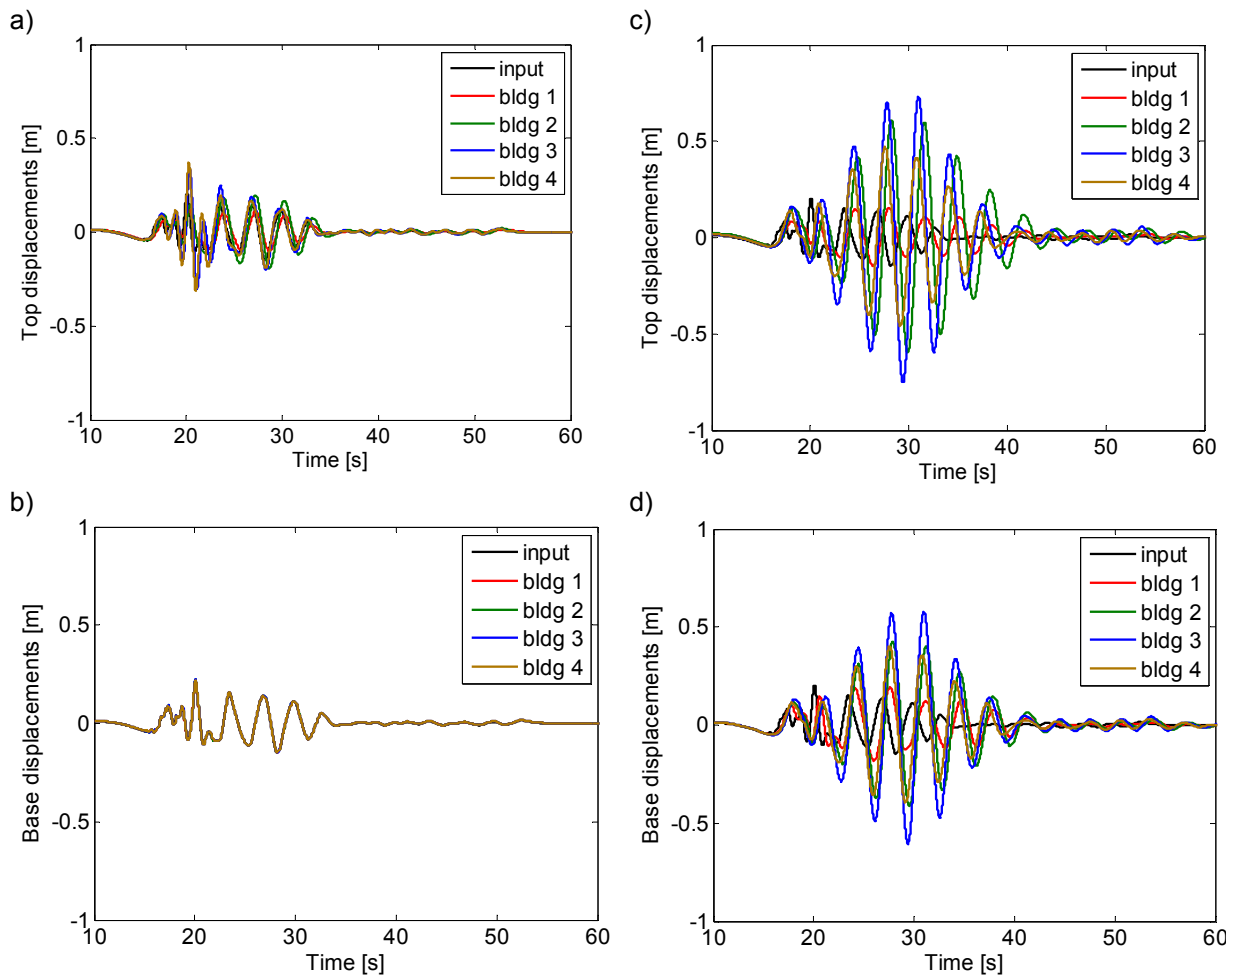 a)
1
0.5
0
-0.5
-1
Top displacements [m]
input
bldg 1
bldg 2
bldg 3
bldg 4
10 20 30 40 50 60
Time [s]
c)
1
0.5
0
-0.5
-1
Top displacements [m]
input
bldg 1
bldg 2
bldg 3
bldg 4
10 20 30 40 50 60
Time [s]
b)
1
0.5
0
-0.5
-1
Base displacements [m]
input
bldg 1
bldg 2
bldg 3
bldg 4
10 20 30 40 50 60
Time [s]
d)
1
0.5
0
-0.5
-1
Base displacements [m]
input
bldg 1
bldg 2
bldg 3
bldg 4
10 20 30 40 50 60
Time [s]